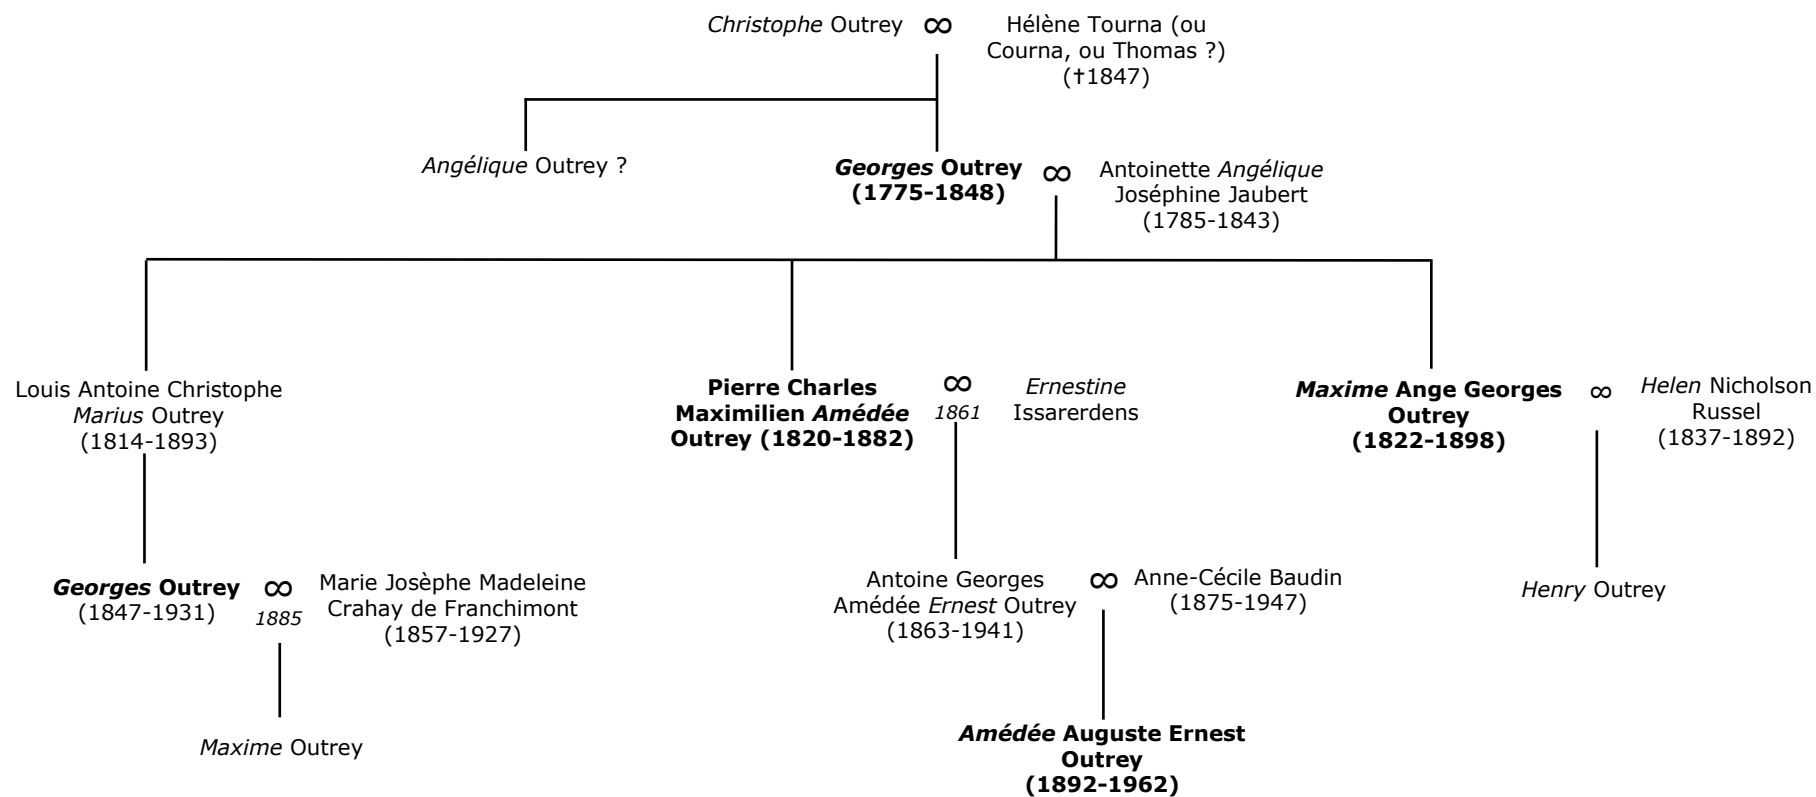 Christophe Outrey ∞ Hélène Tourna (ou
Courna, ou Thomas ?)
(†1847)
Angélique Outrey ?
Georges Outrey
(1775-1848)
∞
Antoinette Angélique
Joséphine Jaubert
(1785-1843)
Louis Antoine Christophe
Marius Outrey
(1814-1893)
Pierre Charles
Maximilien Amédée
Outrey (1820-1882)
∞
1861
Ernestine
Issarerdens
Maxime Ange Georges
Outrey
(1822-1898)
∞
Helen Nicholson
Russel
(1837-1892)
Georges Outrey
(1847-1931)
∞
1885
Marie Josèphe Madeleine
Crahay de Franchimont
(1857-1927)
Antoine Georges
Amédée Ernest Outrey
(1863-1941)
∞
Anne-Cécile Baudin
(1875-1947)
Henry Outrey
Maxime Outrey
Amédée Auguste Ernest
Outrey
(1892-1962)